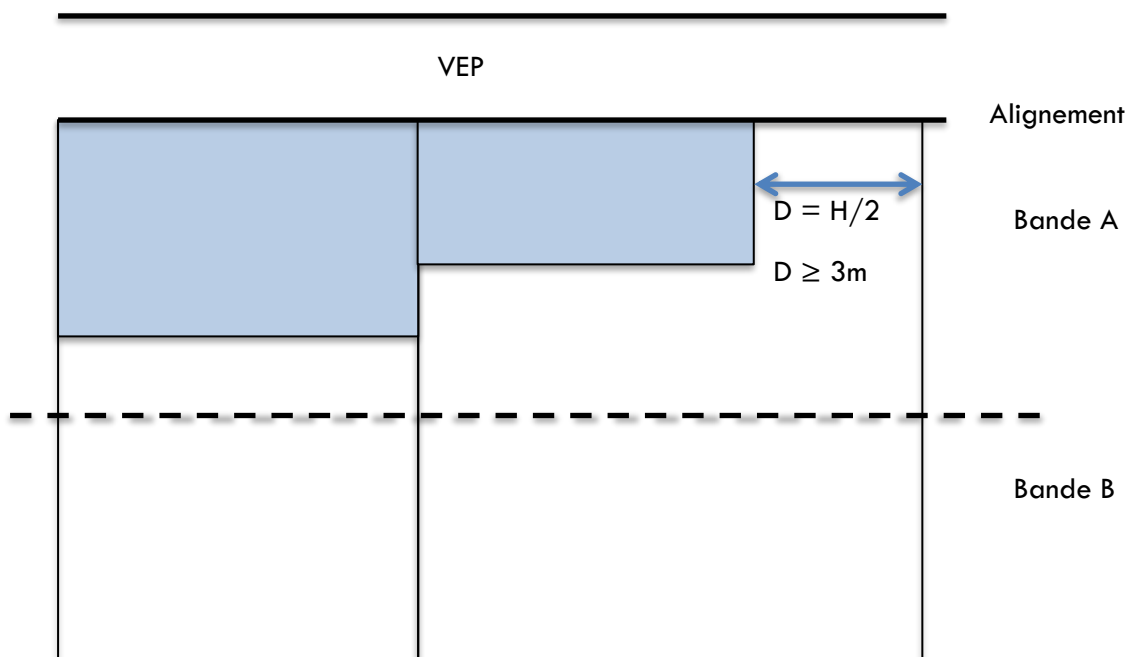 VEP
Alignement
D = H/2
Bande A
D ≥ 3m
Bande B